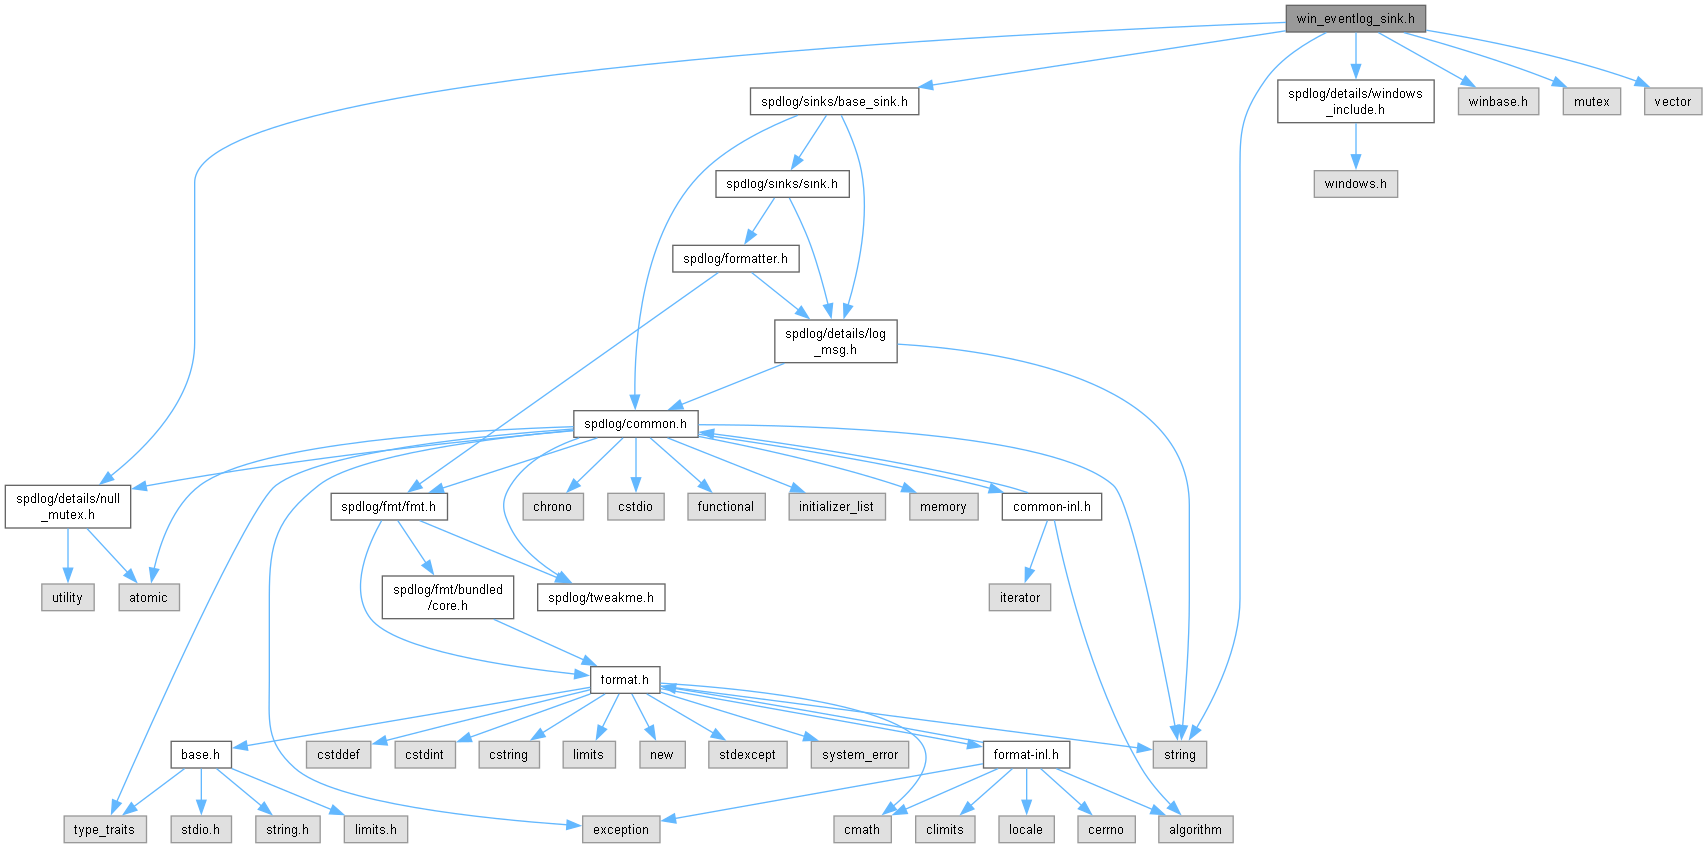 win_eventlog_sink.h
spdlog/sinks/base_sink.h
spdlog/details/windows
_include.h
winbase.h
mutex
vector
spdlog/sinks/sink.h
windows.h
spdlog/formatter.h
spdlog/details/log
_msg.h
spdlog/common.h
spdlog/details/null
_mutex.h
spdlog/fmt/fmt.h
chrono
cstdio
functional
initializer_list
memory
common-inl.h
utility
atomic
spdlog/fmt/bundled
/core.h
spdlog/tweakme.h
iterator
format.h
base.h
cstddef
cstdint
cstring
limits
new
stdexcept
system_error
format-inl.h
string
type_traits
stdio.h
string.h
limits.h
exception
cmath
climits
locale
cerrno
algorithm